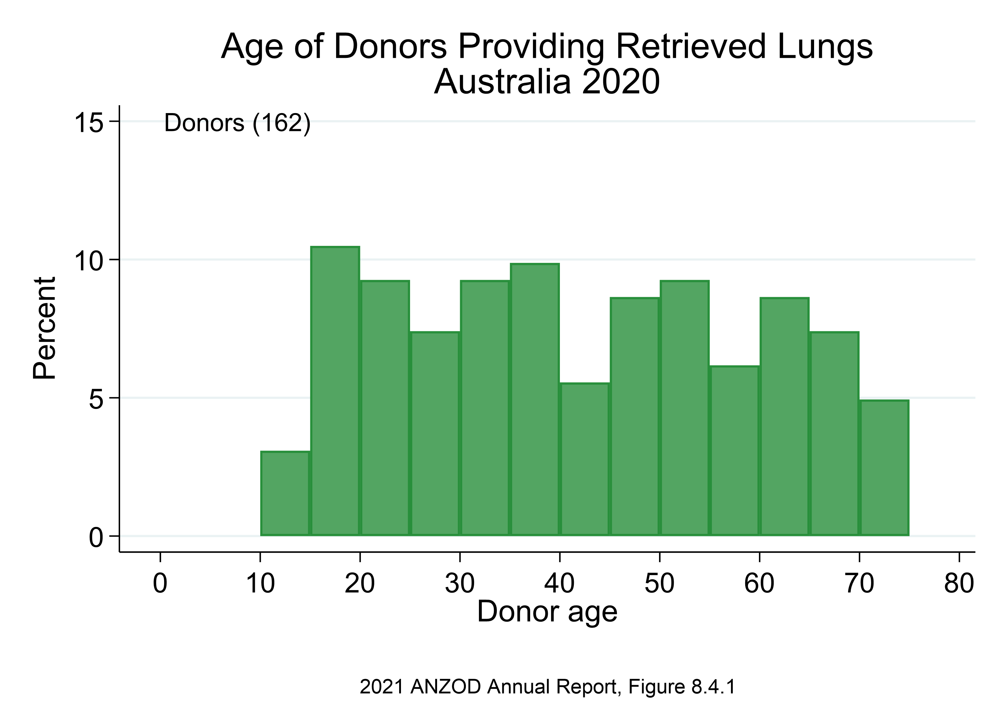 Age of Donors Providing Retrieved Lungs
Australia 2020
Donors (162)
15
10
5
0
Percent
0 10 20 30 40 50 60 70 80
Donor age
2021 ANZOD Annual Report, Figure 8.4.1